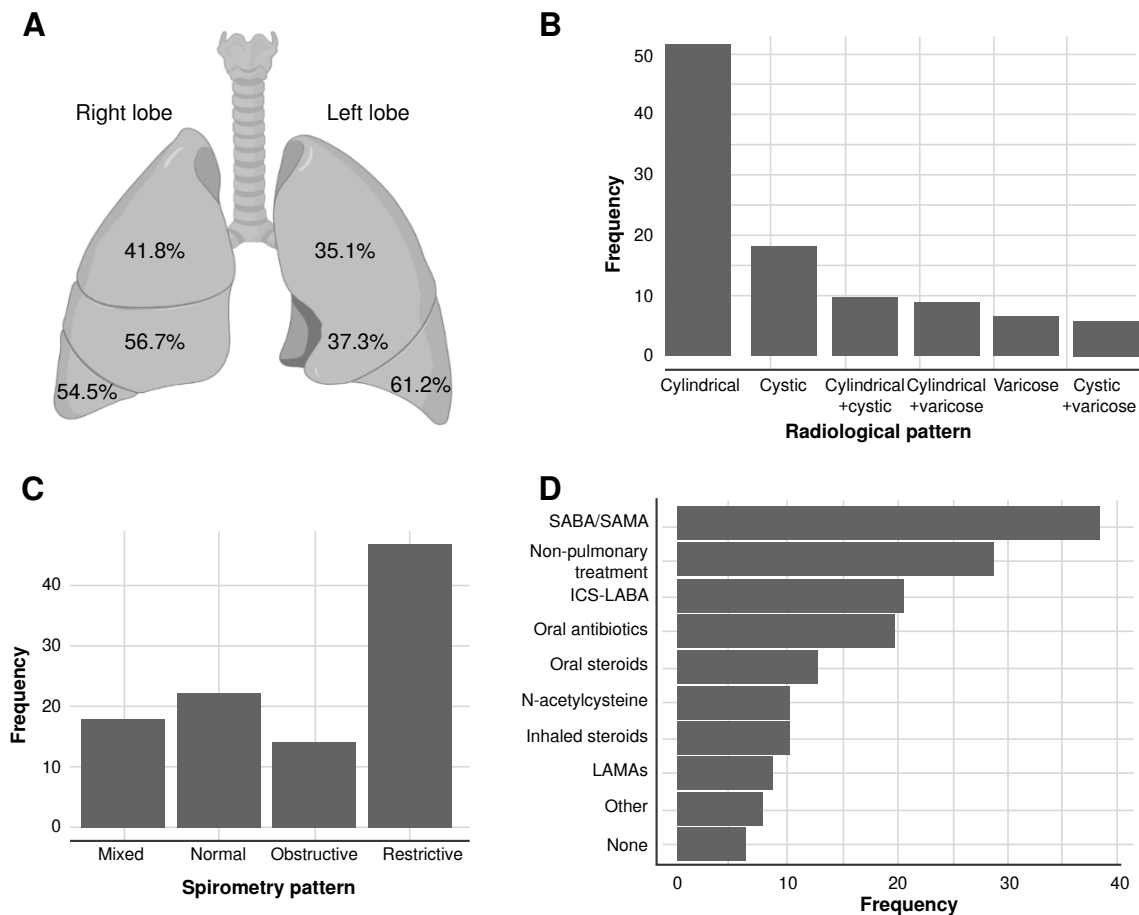 A
Right lobe
Left lobe
41.8%
35.1%
56.7%
37.3%
54.5%
61.2%
B
Frequency
50
40
30
20
10
0
Cylindrical
Cystic
Cylindrical
+cystic
Cylindrical
+varicose
Varicose
Cystic
+varicose
Radiological pattern
C
Frequency
40
30
20
10
0
Mixed
Normal
Obstructive
Restrictive
Spirometry pattern
D
SABA/SAMA
Non-pulmonary
treatment
ICS-LABA
Oral antibiotics
Oral steroids
N-acetylcysteine
Inhaled steroids
LAMAs
Other
None
0
10
20
30
40
Frequency